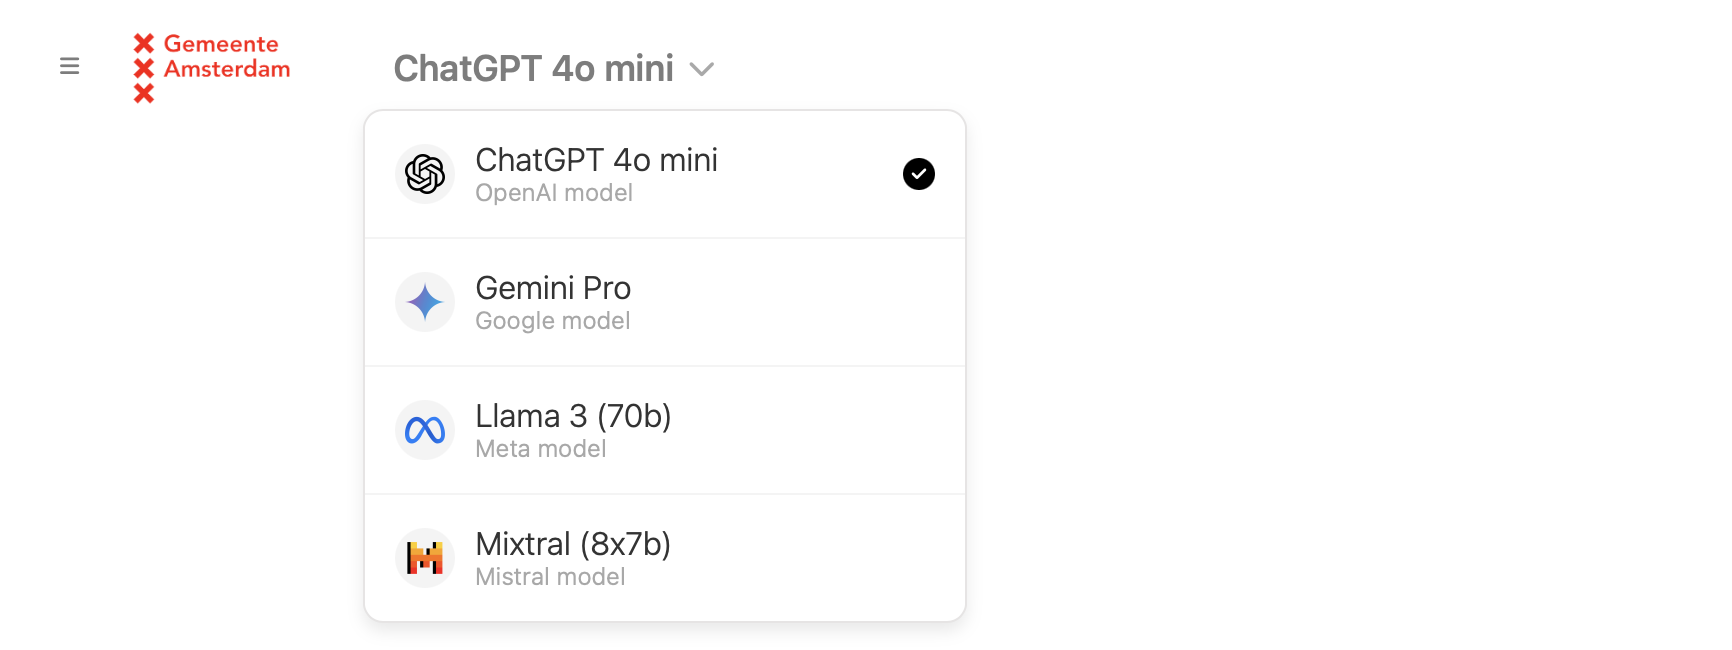 Gemeente
Amsterdam
ChatGPT 4o mini
ChatGPT 4o mini
OpenAI model
Gemini Pro
Google model
Llama 3 (70b)
Meta model
Mixtral (8x7b)
Mistral model